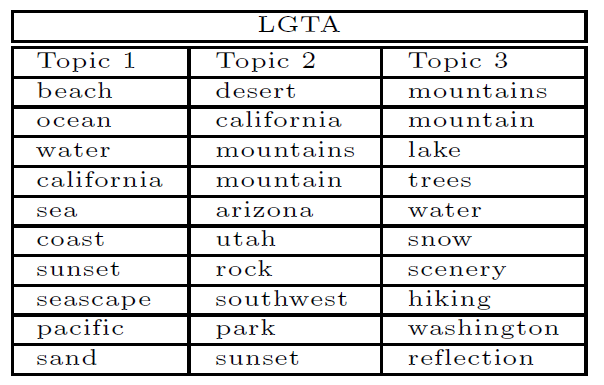 LGTA
Topic 1 Topic 2 Topic 3
beach desert mountains
ocean california mountain
water mountains lake
california mountain trees
sea arizona water
coast utah snow
sunset rock scenery
seascape southwest hiking
pacific park washington
sand sunset reflection